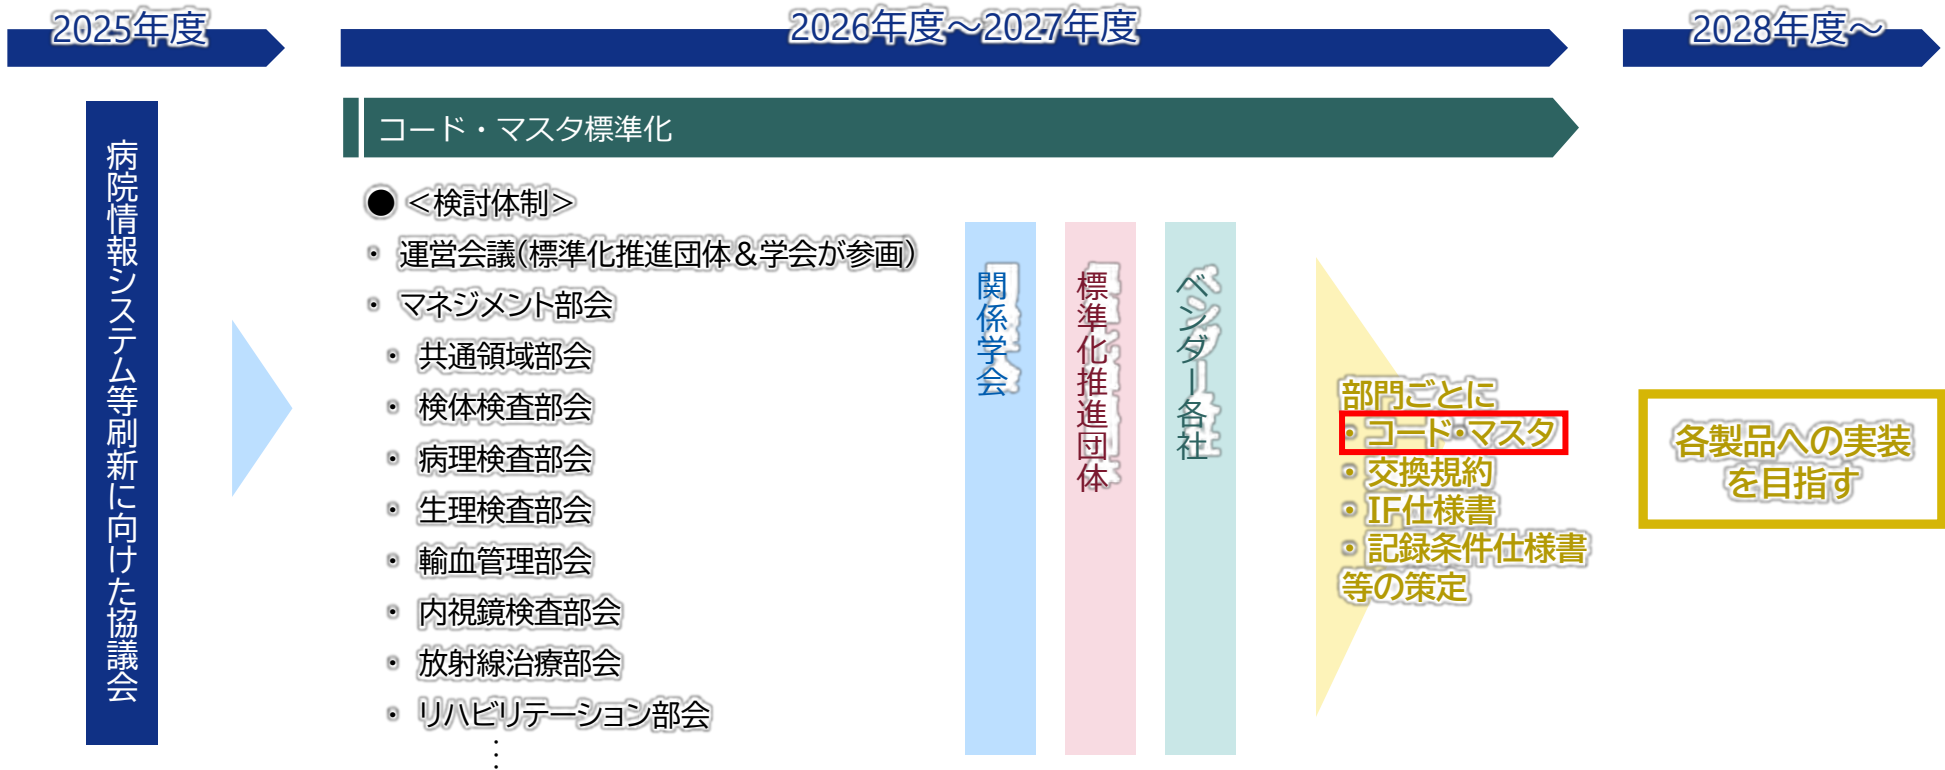 2025年度
2026年度～2027年度
2028年度～
病院情報システム等刷新に向けた協議会
コード・マスタ標準化
● ＜検討体制＞
・ 運営会議（標準化推進団体＆学会が参画）
・ マネジメント部会
・ 共通領域部会
・ 検体検査部会
・ 病理検査部会
・ 生理検査部会
・ 輸血管理部会
・ 内視鏡検査部会
・ 放射線治療部会
・ リハビリテーション部会
⋮
関係学会
標準化推進団体
ベンダー各社
部門ごとに
・コード・マスタ
・交換規約
・IF仕様書
・記録条件仕様書
等の策定
各製品への実装
を目指す